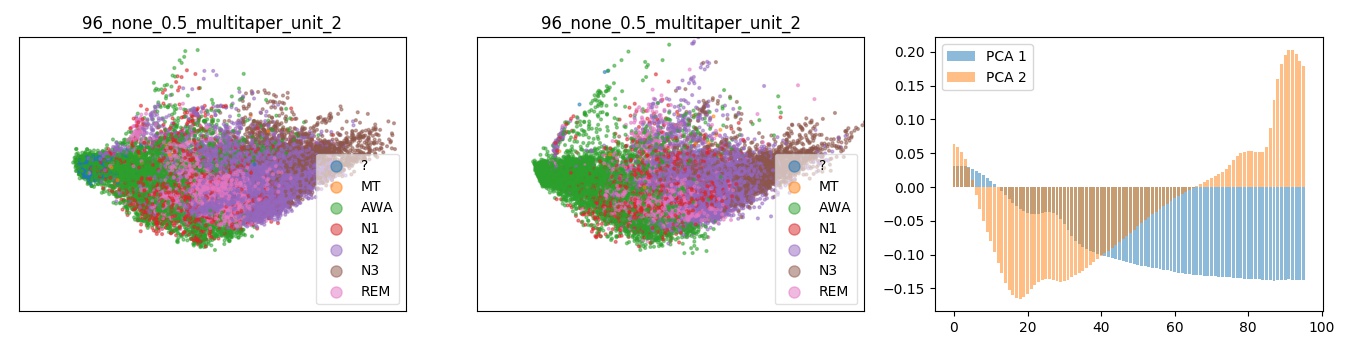 96_none_0.5_multitaper_unit_2
?
MT
AWA
N1
N2
N3
REM
96_none_0.5_multitaper_unit_2
?
MT
AWA
N1
N2
N3
REM
PCA 1
PCA 2
0.20
0.15
0.10
0.05
0.00
−0.05
−0.10
−0.15
0 20 40 60 80 100